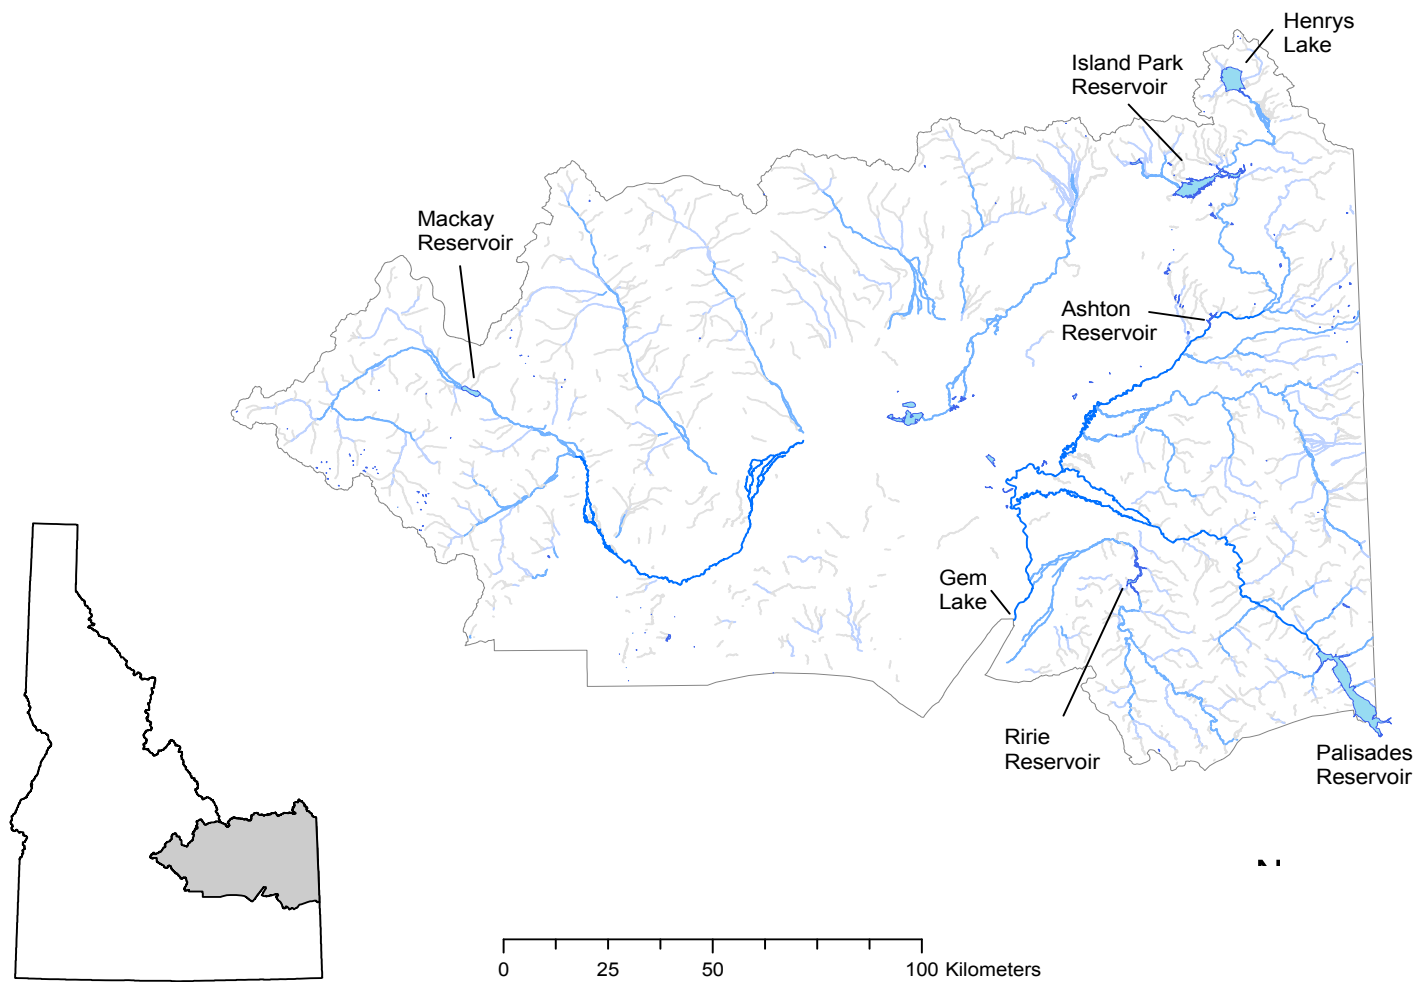 Henrys
Lake
Island Park
Reservoir
Mackay
Reservoir
Ashton
Reservoir
Gem
Lake
Ririe
Reservoir
Palisades
Reservoir
N
0 25 50 100 Kilometers